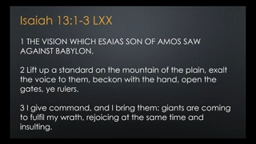 Isaiah 13:1-3 LXX
1 THE VISION WHICH ESAIAS SON OF AMOS SAW
AGAINST BABYLON.
2 Lift up a standard on the mountain of the plain, exalt
the voice to them, beckon with the hand, open the
gates, ye rulers.
3 I give command, and I bring them: giants are coming
to fulfil my wrath, rejoicing at the same time and
insulting.